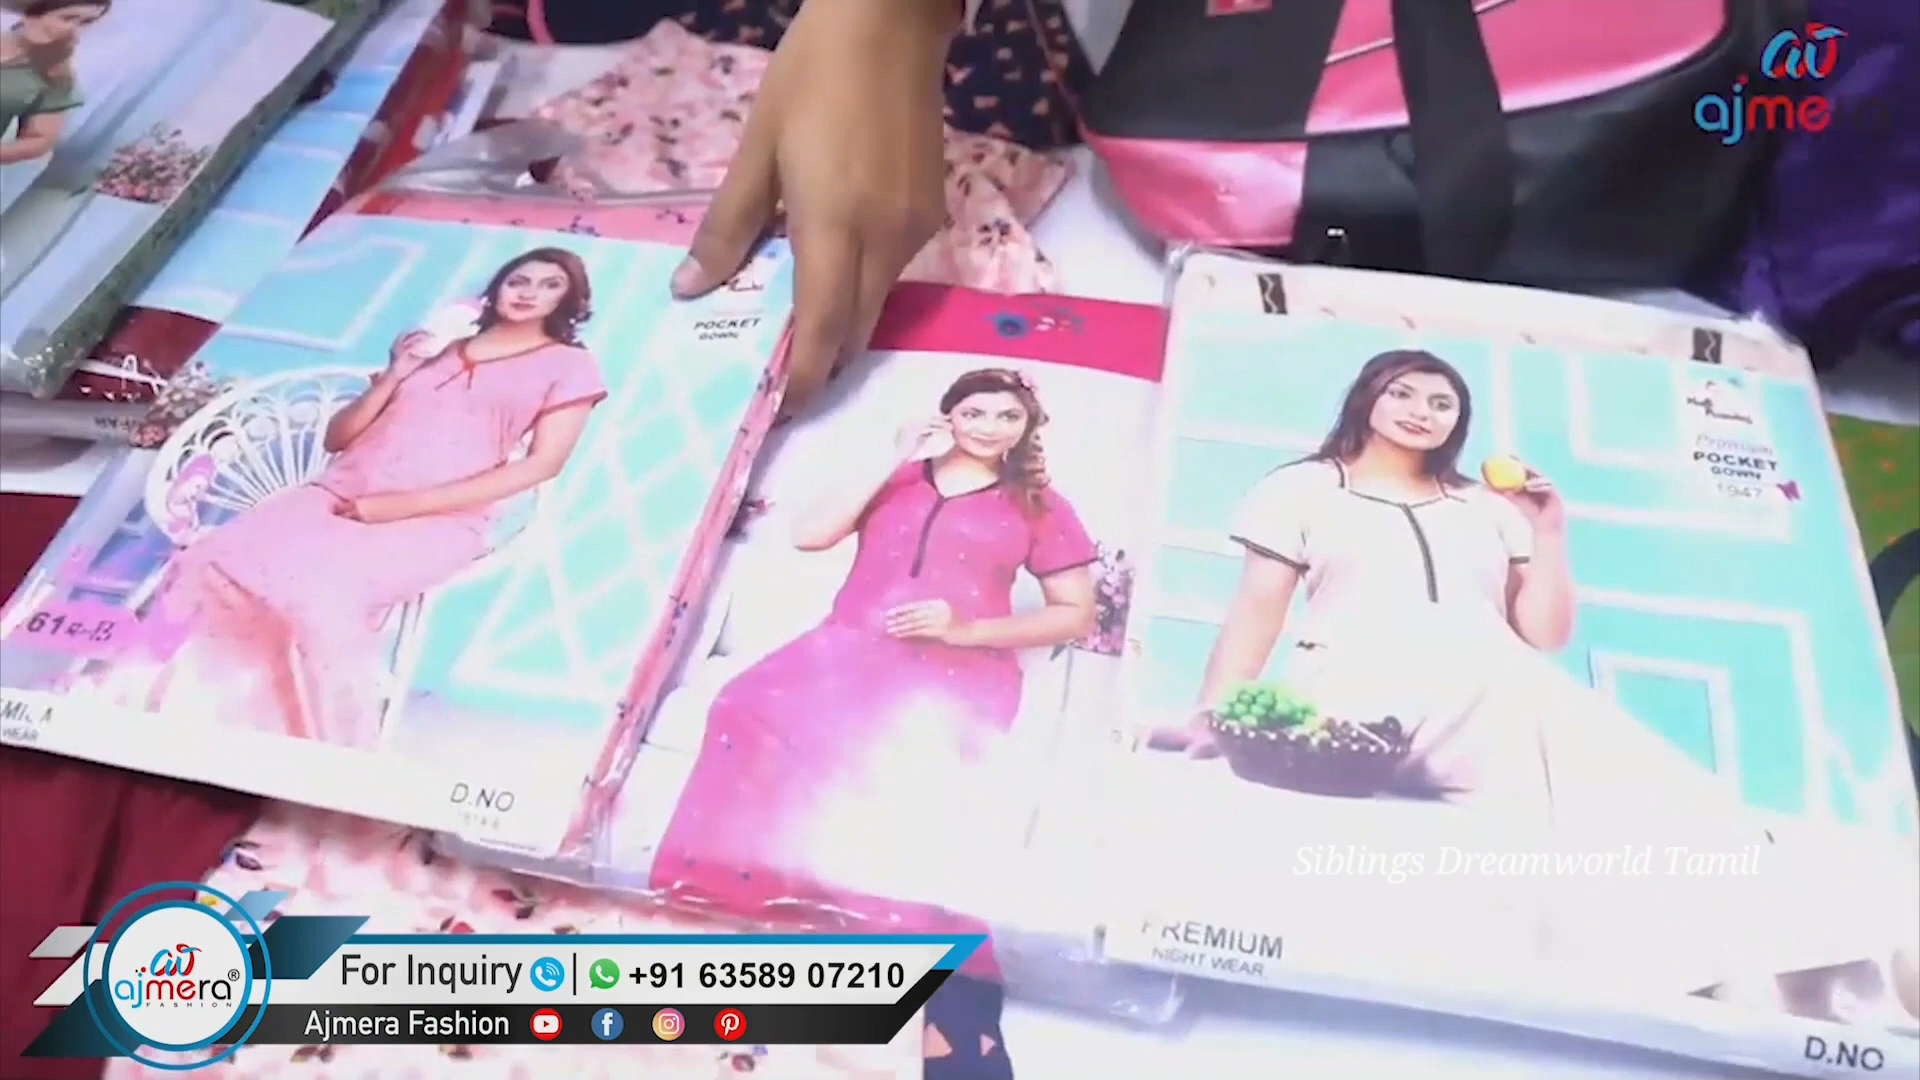 ajmera
POCKET
GOWN
Premium
POCKET
GOWN
1947
D.NO
Siblings Dreamworld Tamil
PREMIUM
NIGHT WEAR
D.NO
ajmera®
FASHION
For Inquiry | +91 63589 07210
Ajmera Fashion